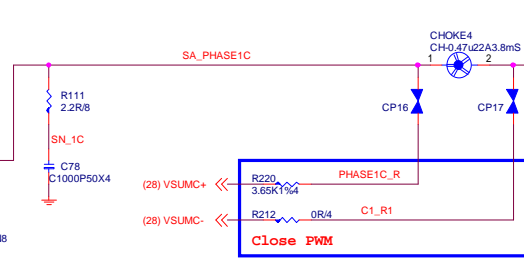 CHOKE4
CH-0.47u22A3.8mS
SA_PHASE1C
1
2
R111
2.2R/8
CP16
CP17
SN_1C
C78
C1000P50X4
(28) VSUMC+
R220
3.65K1%4
PHASE1C_R
(28) VSUMC-
R212
0R/4
C1_R1
Close PWM